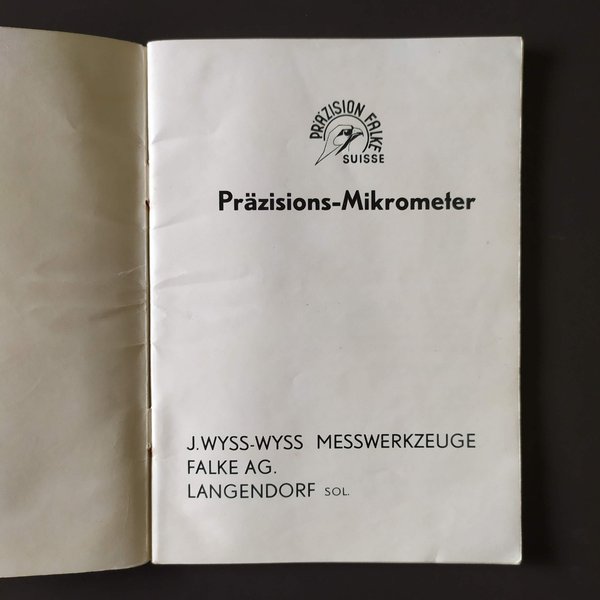 PRÄZISION FALKE
SUISSE
Präzisions-Mikrometer
J. WYSS-WYSS MESSWERKZEUGE
FALKE AG.
LANGENDORF SOL.